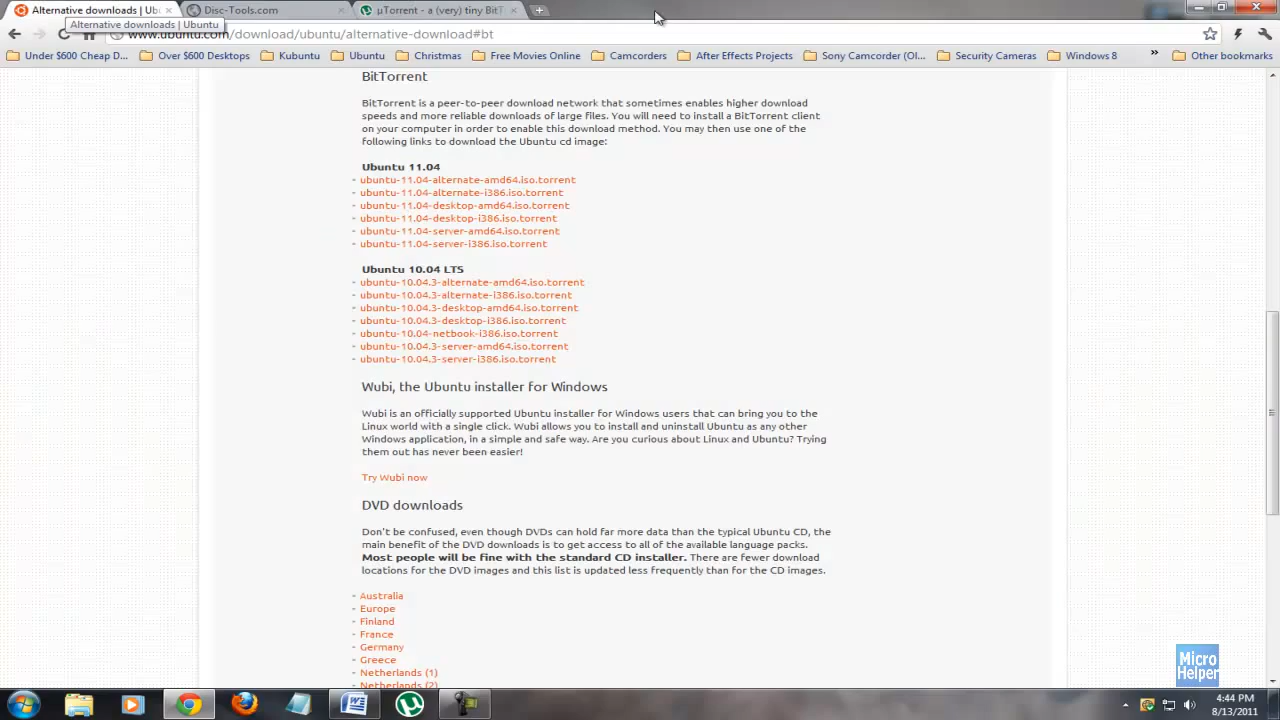 Alternative downloads | Ub
Disc-Tools.com
µTorrent - a (very) tiny BitT
Alternative downloads | Ubuntu
www.ubuntu.com/download/ubuntu/alternative-download#bt
Under $600 Cheap D...
Over $600 Desktops
Kubuntu
Ubuntu
Christmas
Free Movies Online
Camcorders
After Effects Projects
Sony Camcorder (Ol...
Security Cameras
Windows 8
»
Other bookmarks
BitTorrent
BitTorrent is a peer-to-peer download network that sometimes enables higher download
speeds and more reliable downloads of large files. You will need to install a BitTorrent client
on your computer in order to enable this download method. You may then use one of the
following links to download the Ubuntu cd image:
Ubuntu 11.04
- ubuntu-11.04-alternate-amd64.iso.torrent
- ubuntu-11.04-alternate-i386.iso.torrent
- ubuntu-11.04-desktop-amd64.iso.torrent
- ubuntu-11.04-desktop-i386.iso.torrent
- ubuntu-11.04-server-amd64.iso.torrent
- ubuntu-11.04-server-i386.iso.torrent
Ubuntu 10.04 LTS
- ubuntu-10.04.3-alternate-amd64.iso.torrent
- ubuntu-10.04.3-alternate-i386.iso.torrent
- ubuntu-10.04.3-desktop-amd64.iso.torrent
- ubuntu-10.04.3-desktop-i386.iso.torrent
- ubuntu-10.04-netbook-i386.iso.torrent
- ubuntu-10.04.3-server-amd64.iso.torrent
- ubuntu-10.04.3-server-i386.iso.torrent
Wubi, the Ubuntu installer for Windows
Wubi is an officially supported Ubuntu installer for Windows users that can bring you to the
Linux world with a single click. Wubi allows you to install and uninstall Ubuntu as any other
Windows application, in a simple and safe way. Are you curious about Linux and Ubuntu? Trying
them out has never been easier!
Try Wubi now
DVD downloads
Don't be confused, even though DVDs can hold far more data than the typical Ubuntu CD, the
main benefit of the DVD downloads is to get access to all of the available language packs.
Most people will be fine with the standard CD installer. There are fewer download
locations for the DVD images and this list is updated less frequently than for the CD images.
- Australia
- Europe
- Finland
- France
- Germany
- Greece
- Netherlands (1)
- Netherlands (2)
Micro
Helper
4:44 PM
8/13/2011